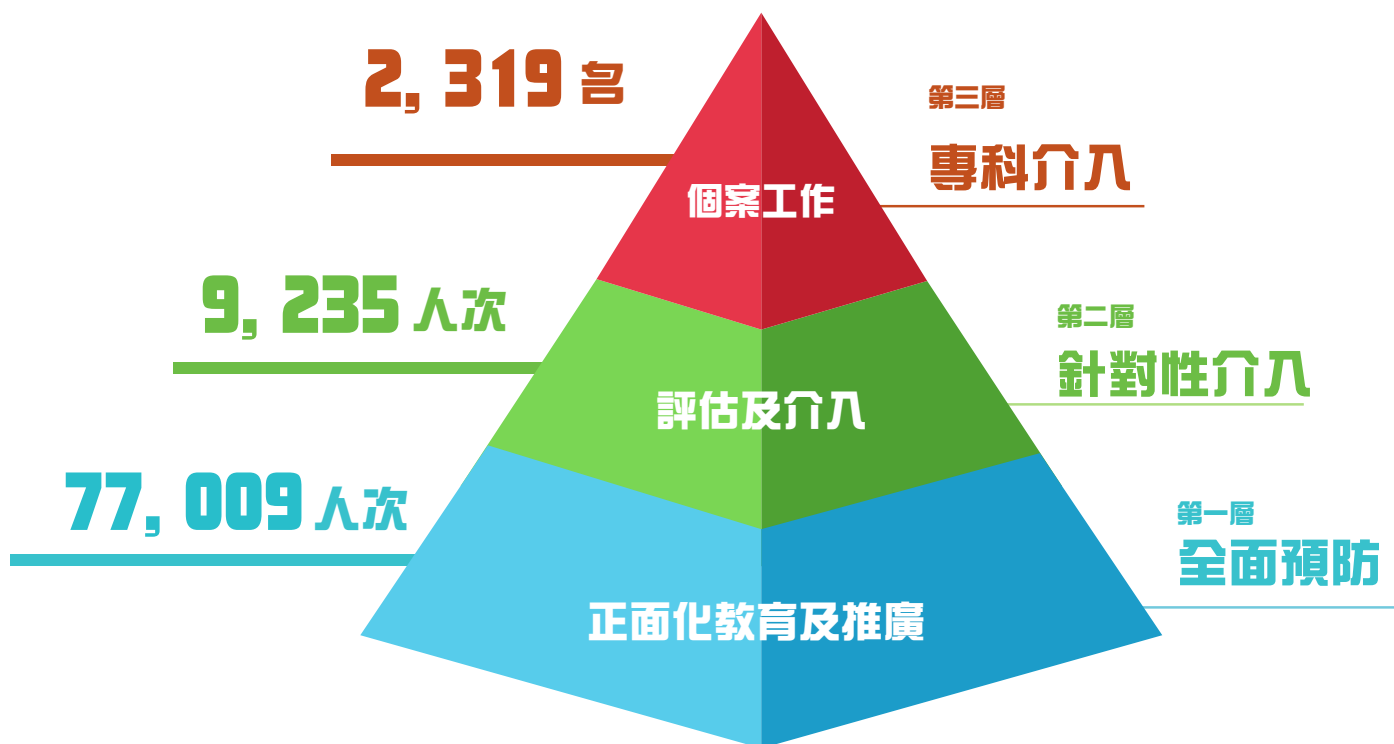 2, 319 名
第三層
專科介入
個案工作
9, 235 人次
第二層
針對性介入
評估及介入
77, 009 人次
第一層
全面預防
正面化教育及推廣